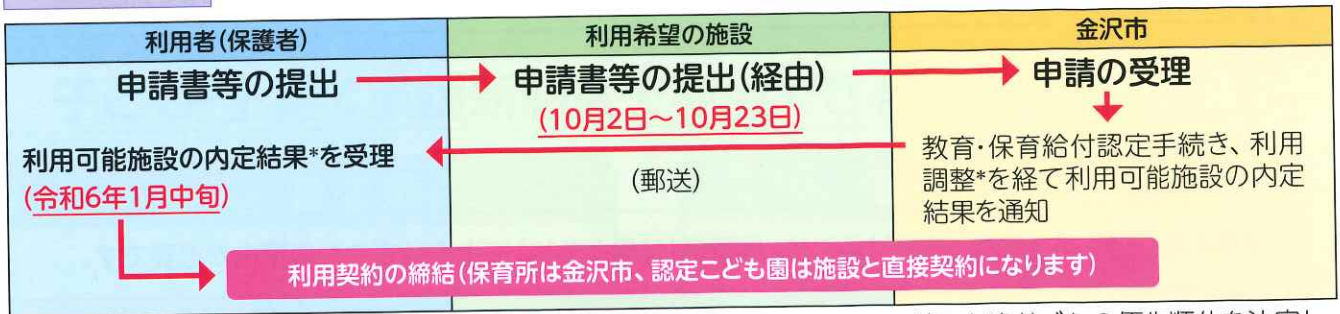 利用者(保護者)
利用希望の施設
金沢市
申請書等の提出
申請書等の提出(経由)
(10月2日～10月23日)
申請の受理
利用可能施設の内定結果*を受理
(令和6年1月中旬)
(郵送)
教育・保育給付認定手続き、利用
調整*を経て利用可能施設の内定
結果を通知
利用契約の締結(保育所は金沢市、認定こども園は施設と直接契約になります)